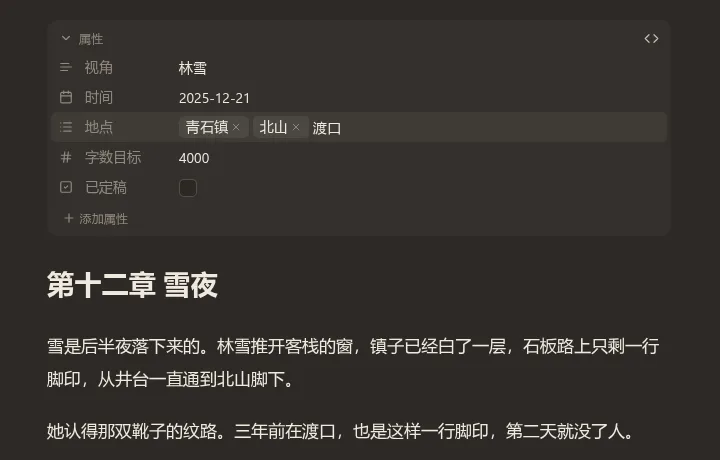 属性
视角 林雪
时间 2025-12-21
地点 青石镇 × 北山 × 渡口
字数目标 4000
已定稿
+ 添加属性
第十二章 雪夜
雪是后半夜落下来的。林雪推开客栈的窗，镇子已经白了一层，石板路上只剩一行
脚印，从井台一直通到北山脚下。
她认得那双靴子的纹路。三年前在渡口，也是这样一行脚印，第二天就没了人。